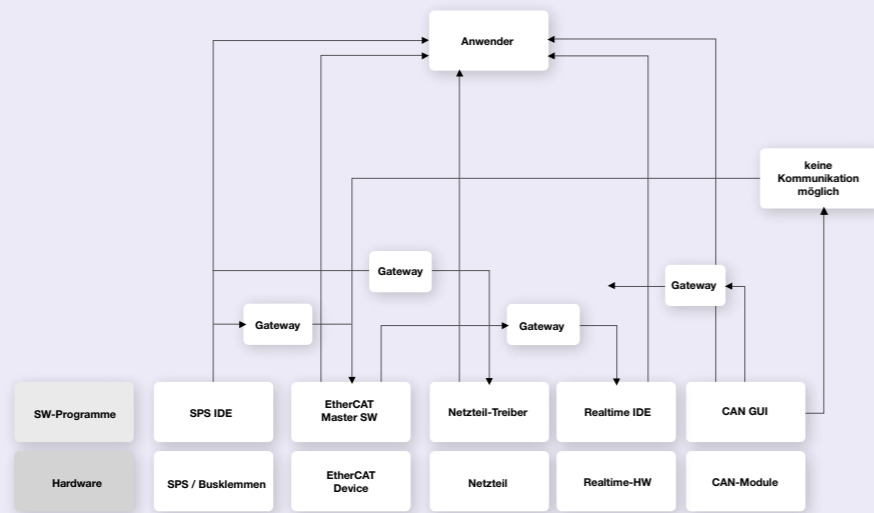 Anwender
keine
Kommunikation
möglich
Gateway
Gateway
Gateway
Gateway
SW-Programme
SPS IDE
EtherCAT
Master SW
Netzteil-Treiber
Realtime IDE
CAN GUI
Hardware
SPS / Busklemmen
EtherCAT
Device
Netzteil
Realtime-HW
CAN-Module